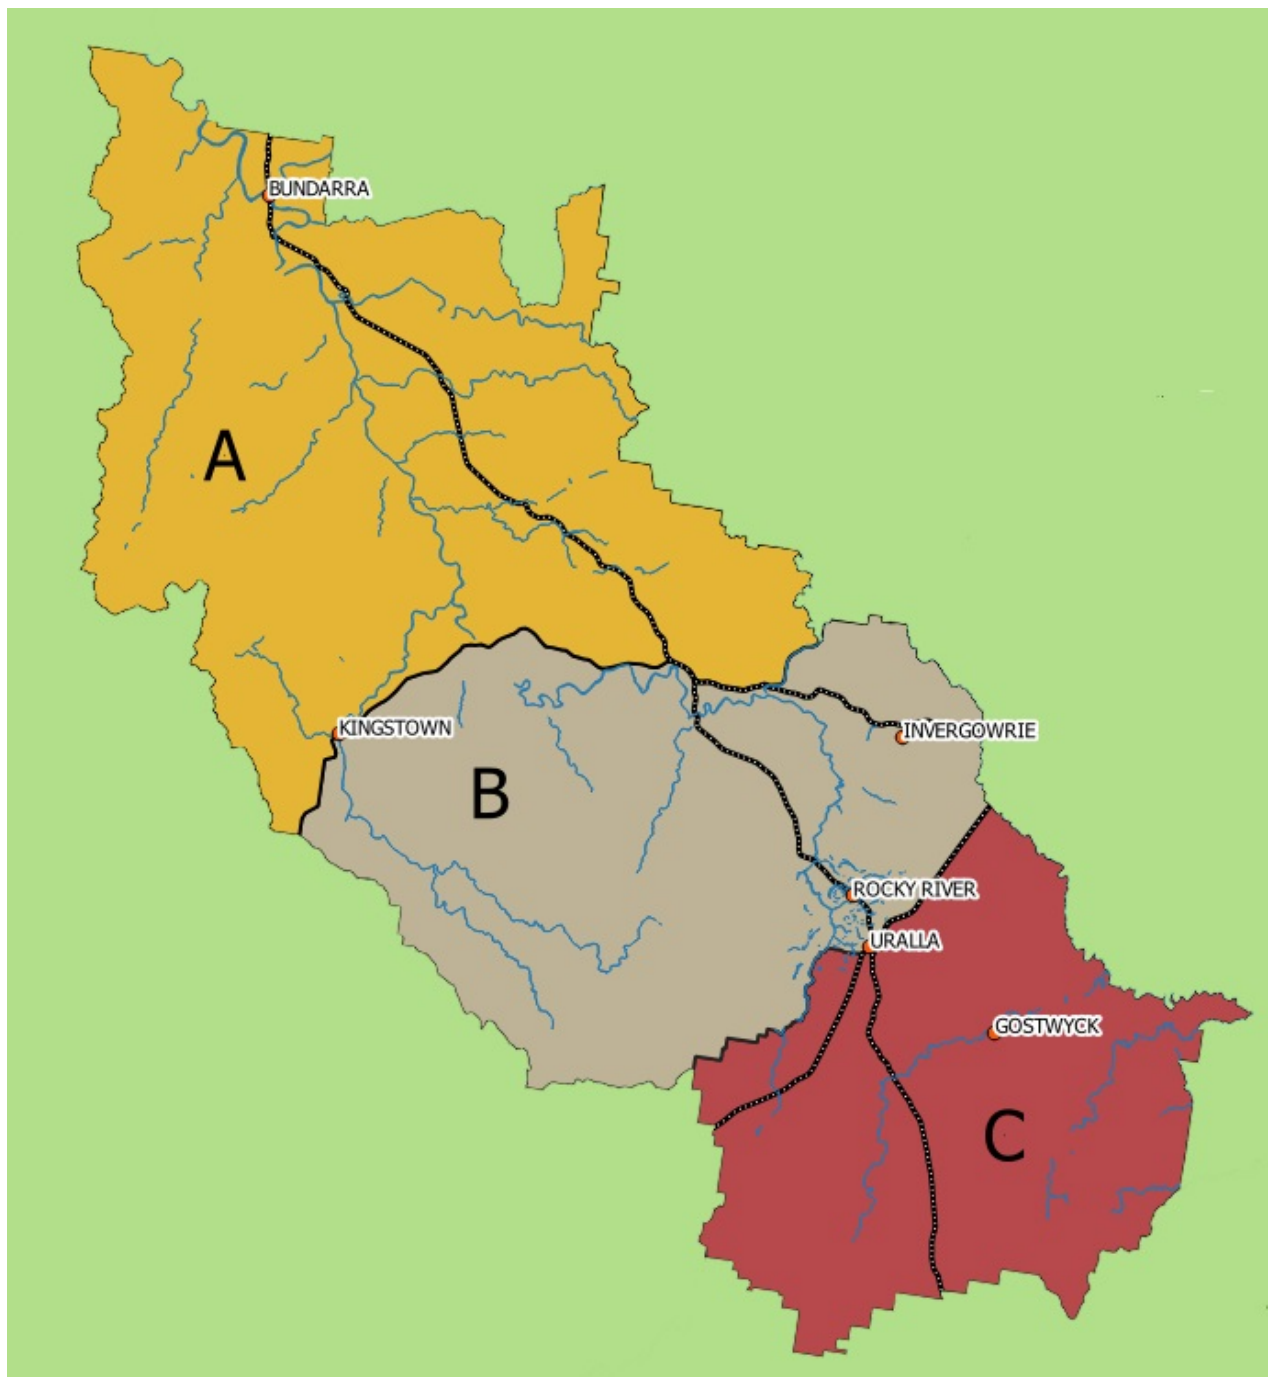 BUNDARRA
A
KINGSTOWN
INVERGOWRIE
B
ROCKY RIVER
URALLA
GOSTWYCK
C